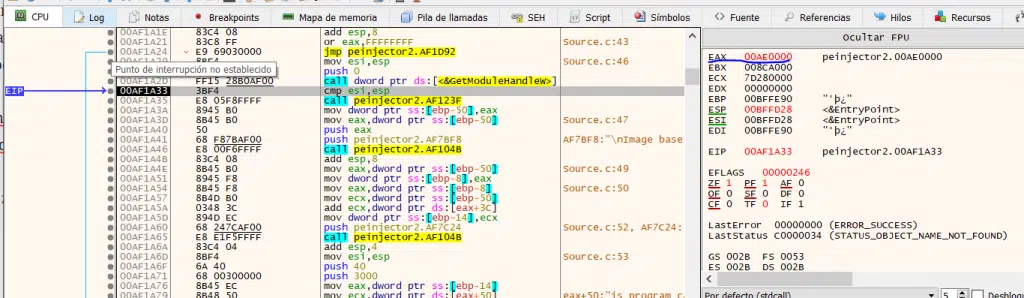 CPU Log Notas Breakpoints Mapa de memoria Pila de llamadas SEH Script Símbolos Fuente Referencias Hilos Recursos
00AF1A1E 83C4 08 add esp,8
00AF1A21 83C8 FF or eax,FFFFFFFF Source.c:43
00AF1A24 E9 69030000 jmp peinjector2.AF1D92
8BF4 mov esi,esp Source.c:46
Punto de interrupción no establecido push 0
00AF1A2D FF15 28B0AF00 call dword ptr ds:[<&GetModuleHandleW>]
EIP 00AF1A33 3BF4 cmp esi,esp
00AF1A35 E8 05F8FFFF call peinjector2.AF123F
00AF1A3A 8945 B0 mov dword ptr ss:[ebp-50],eax
00AF1A3D 8B45 B0 mov eax,dword ptr ss:[ebp-50] Source.c:47
00AF1A40 50 push eax
00AF1A41 68 F87BAF00 push peinjector2.AF7BF8 AF7BF8:"\nImage base
00AF1A46 E8 00F6FFFF call peinjector2.AF104B
00AF1A4B 83C4 08 add esp,8
00AF1A4E 8B45 B0 mov eax,dword ptr ss:[ebp-50] Source.c:49
00AF1A51 8945 F8 mov dword ptr ss:[ebp-8],eax
00AF1A54 8B45 F8 mov eax,dword ptr ss:[ebp-8] Source.c:50
00AF1A57 8B4D B0 mov ecx,dword ptr ss:[ebp-50]
00AF1A5A 0348 3C add ecx,dword ptr ds:[eax+3C]
00AF1A5D 894D EC mov dword ptr ss:[ebp-14],ecx
00AF1A60 68 247CAF00 push peinjector2.AF7C24 Source.c:52, AF7C24:
00AF1A65 E8 E1F5FFFF call peinjector2.AF104B
00AF1A6A 83C4 04 add esp,4
00AF1A6D 8BF4 mov esi,esp Source.c:53
00AF1A6F 6A 40 push 40
00AF1A71 68 00300000 push 3000
00AF1A76 8B45 EC mov eax,dword ptr ss:[ebp-14]
00AF1A79 8B48 50 mov ecx,dword ptr ds:[eax+50] eax+50:"is program c
Ocultar FPU
EAX 00AE0000 peinjector2.00AE0000
EBX 008CA000
ECX 7D280000
EDX 00000000
EBP 00BFFE90 "'þ¿"
ESP 00BFFD28 <&EntryPoint>
ESI 00BFFD28 <&EntryPoint>
EDI 00BFFE90 "'þ¿"
EIP 00AF1A33 peinjector2.00AF1A33
EFLAGS 00000246
ZF 1 PF 1 AF 0
OF 0 SF 0 DF 0
CF 0 TF 0 IF 1
LastError 00000000 (ERROR_SUCCESS)
LastStatus C0000034 (STATUS_OBJECT_NAME_NOT_FOUND)
GS 002B FS 0053
ES 002B DS 002B
Por defecto (stdcall) 5 Desbloq